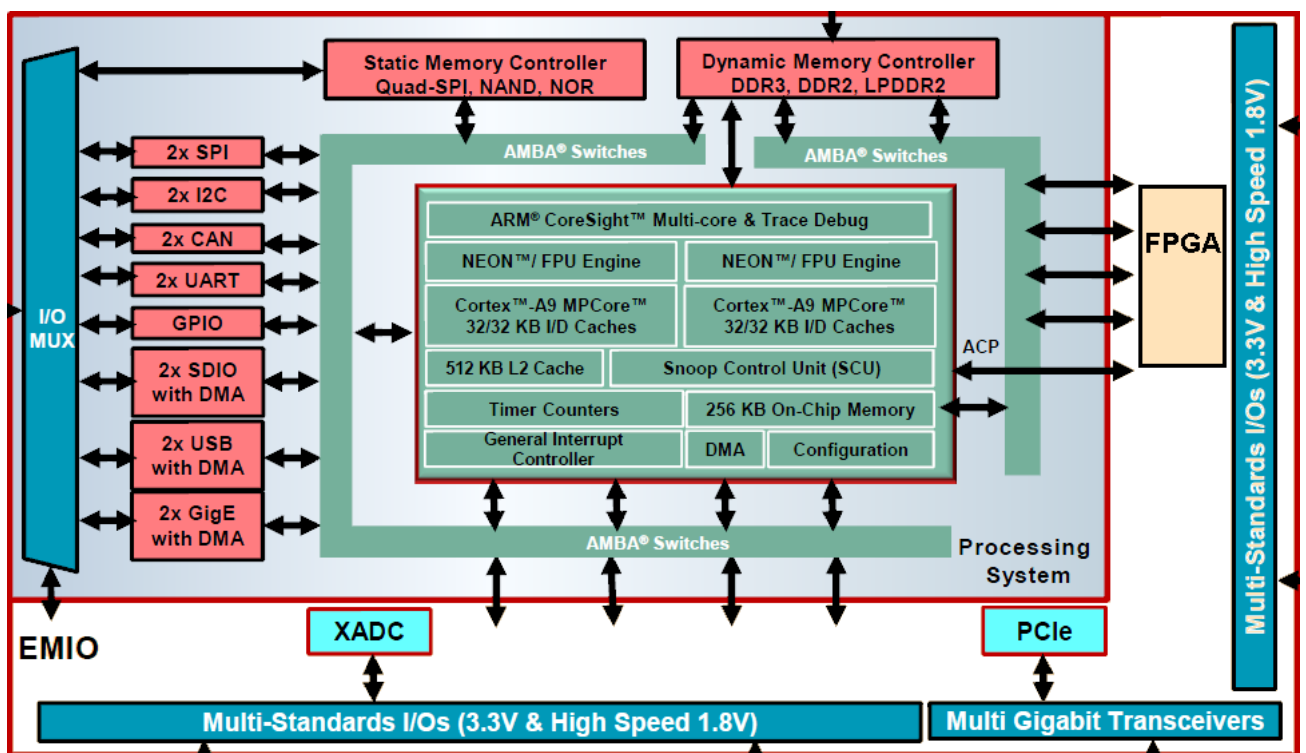 Static Memory Controller
Quad-SPI, NAND, NOR
Dynamic Memory Controller
DDR3, DDR2, LPDDR2
AMBA® Switches
AMBA® Switches
I/O
MUX
2x SPI
2x I2C
2x CAN
2x UART
GPIO
2x SDIO
with DMA
2x USB
with DMA
2x GigE
with DMA
ARM® CoreSight™ Multi-core & Trace Debug
NEON™/ FPU Engine
NEON™/ FPU Engine
Cortex™-A9 MPCore™
32/32 KB I/D Caches
Cortex™-A9 MPCore™
32/32 KB I/D Caches
512 KB L2 Cache
Snoop Control Unit (SCU)
Timer Counters
256 KB On-Chip Memory
General Interrupt
Controller
DMA
Configuration
ACP
FPGA
Multi-Standards I/Os (3.3V & High Speed 1.8V)
AMBA® Switches
Processing
System
EMIO
XADC
PCIe
Multi-Standards I/Os (3.3V & High Speed 1.8V)
Multi Gigabit Transceivers